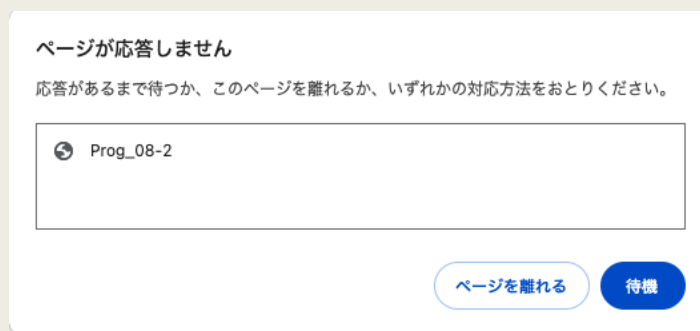 ページが応答しません
応答があるまで待つか、このページを離れるか、いずれかの対応方法をおとりください。
Prog_08-2
ページを離れる
待機